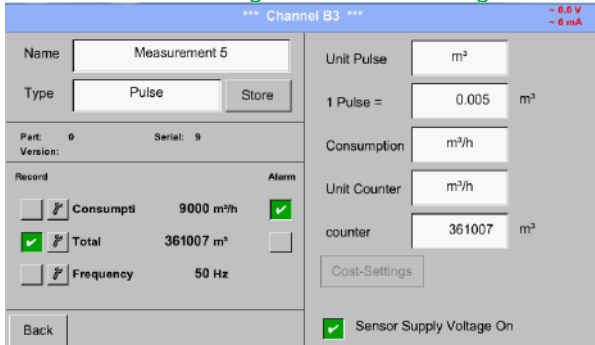 *** Channel B3 ***
~ 0.0 V
~ 0 mA
Name
Measurement 5
Type
Pulse
Store
Part: 0
Serial: 9
Version:
Record
Alarm
Consumpti
9000 m³/h
Total
361007 m³
Frequency
50 Hz
Back
Unit Pulse
m³
1 Pulse =
0.005
m³
Consumption
m³/h
Unit Counter
m³/h
counter
361007
m³
Cost-Settings
Sensor Supply Voltage On